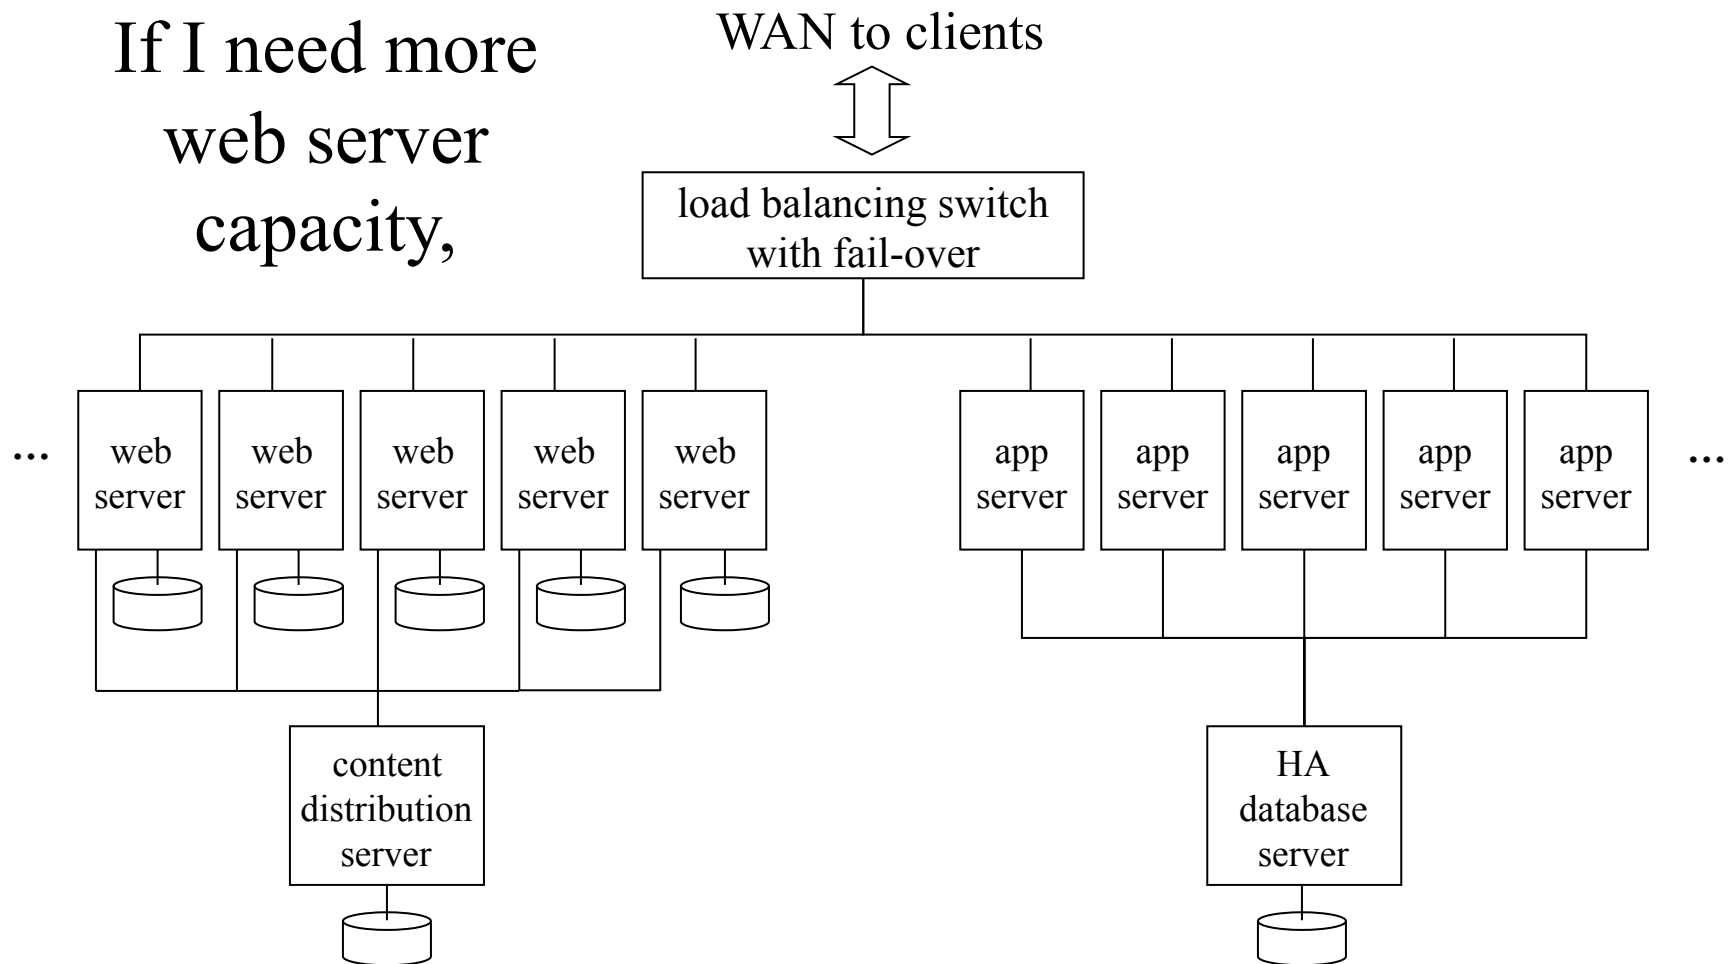 If I need more
web server
capacity,
WAN to clients
load balancing switch
with fail-over
...
web
server
web
server
web
server
web
server
web
server
app
server
app
server
app
server
app
server
app
server
...
content
distribution
server
HA
database
server